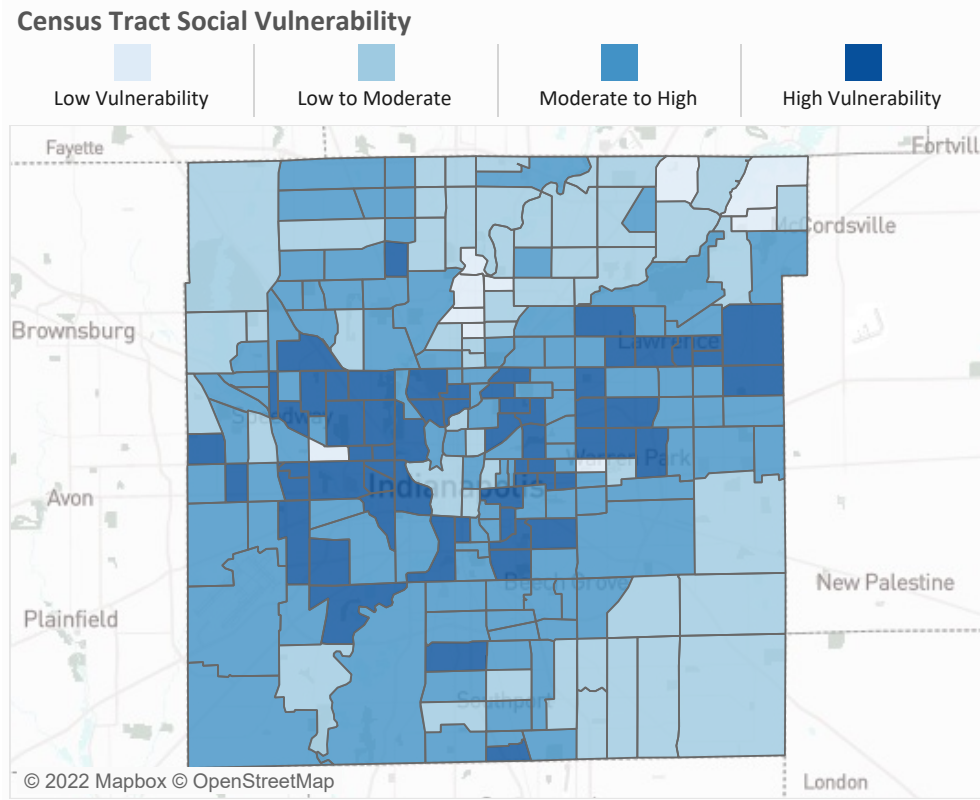 Census Tract Social Vulnerability
Low Vulnerability
Low to Moderate
Moderate to High
High Vulnerability
Fayette
McCordsville
Brownsburg
Lawrence
Speedway
Warren Park
Indianapolis
Avon
Beech Grove
New Palestine
Plainfield
Southport
© 2022 Mapbox © OpenStreetMap
London